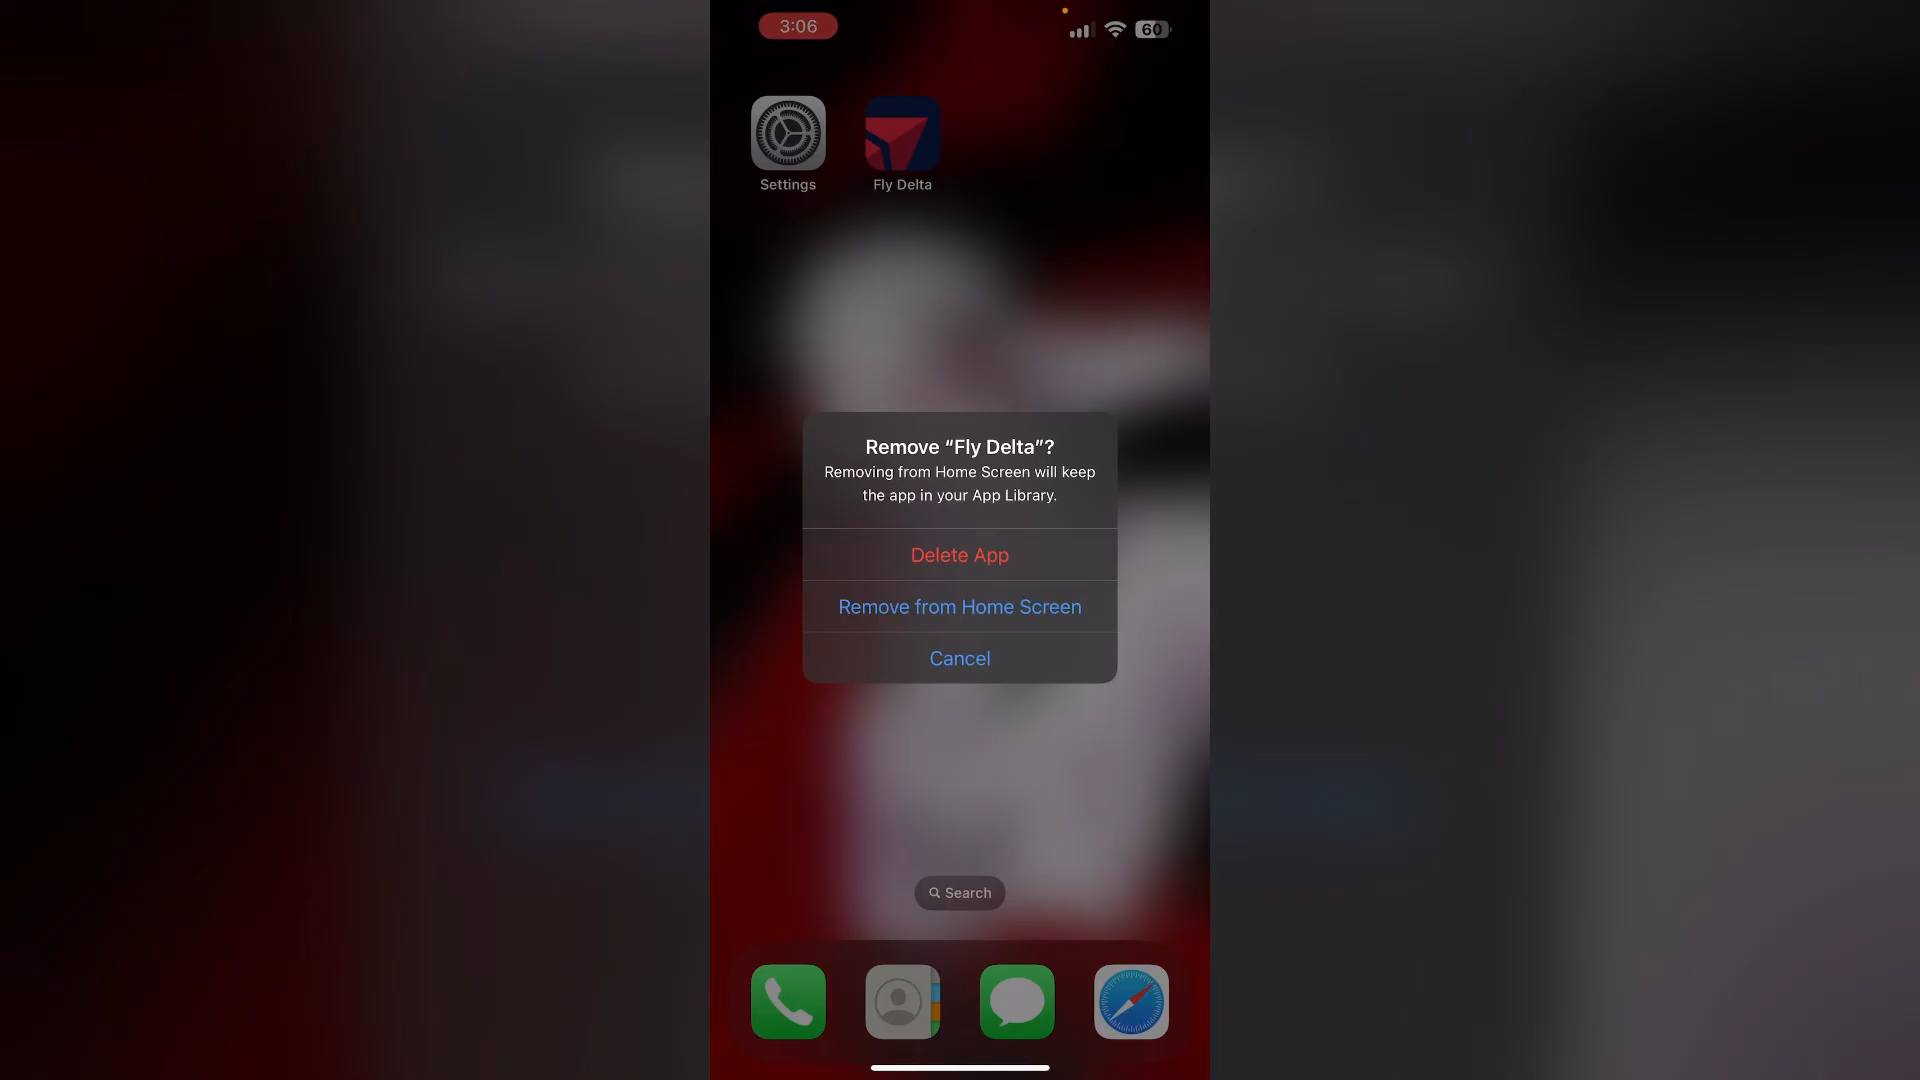 3:06
60
Settings
Fly Delta
Remove “Fly Delta”?
Removing from Home Screen will keep
the app in your App Library.
Delete App
Remove from Home Screen
Cancel
Search